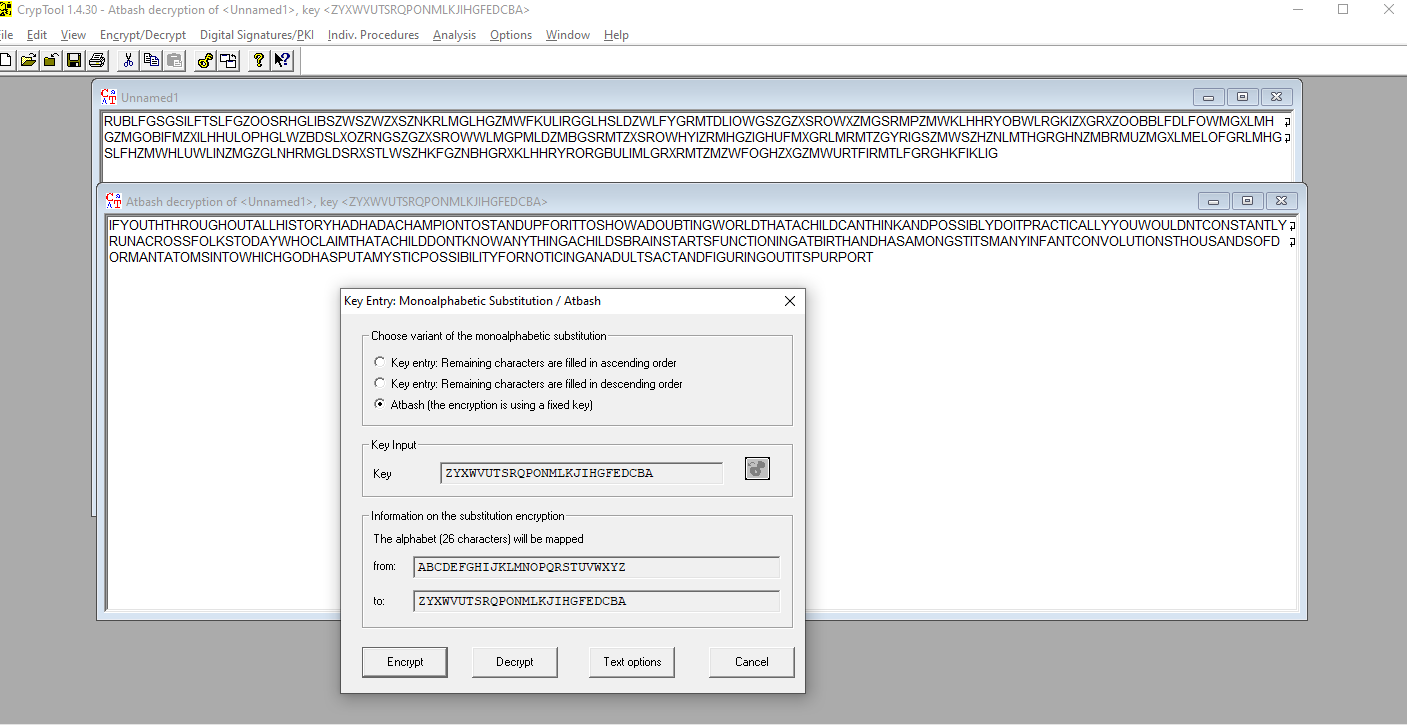 CrypTool 1.4.30 - Atbash decryption of <Unnamed1>, key <ZYXWVUTSRQPONMLKJIHGFEDCBA>
ile Edit View Encrypt/Decrypt Digital Signatures/PKI Indiv. Procedures Analysis Options Window Help
Unnamed1
RUBLFGSGSILFTSLFGZOOSRHGLIBSZWSZWZXSZNKRLMGLHGZMWFKULIRGGLHSLDZWLFYGRMTDLIOWGSZGZXSROWXZMGSRMPZMWKLHHRYOBWLRGKIZXGRXZOOBBLFDLFOWMGXLMH
GZMGOBIFMZXILHHULOPHGLWZBDSLXOZRNGSZGZXSROWWLMGPMLDZMBGSRMTZXSROWHYIZRMHGZIGHUFMXGRLMRMTZGYRIGSZMWSZHZNLMTHGRGHNZMBRMUZMGXLMELOFGRLMHG
SLFHZMWHLUWLINZMGZGLNHRMGLDSRXSTLWSZHKFGZNBHGRXKLHHRYRORGBULIMLGRXRMTZMZWFOGHZXGZMWURTFIRMTLFGRGHKFIKLIG
Atbash decryption of <Unnamed1>, key <ZYXWVUTSRQPONMLKJIHGFEDCBA>
IFYOUTHTHROUGHOUTALLHISTORYHADHADACHAMPIONTOSTANDUPFORITTOSHOWADOUBTINGWORLDTHATACHILDCANTHINKANDPOSSIBLYDOITPRACTICALLYYOUWOULDNTCONSTANTLY
RUNACROSSFOLKSTODAYWHOCLAIMTHATACHILDDONTKNOWANYTHINGACHILDSBRAINSTARTSFUNCTIONINGATBIRTHANDHASAMONGSTITSMANYINFANTCONVOLUTIONSTHOUSANDSOFD
ORMANTATOMSINTOWHICHGODHASPUTAMYSTICPOSSIBILITYFORNOTICINGANADULTSACTANDFIGURINGOUTITSPURPORT
Key Entry: Monoalphabetic Substitution / Atbash
Choose variant of the monoalphabetic substitution
Key entry: Remaining characters are filled in ascending order
Key entry: Remaining characters are filled in descending order
Atbash (the encryption is using a fixed key)
Key Input
Key ZYXWVUTSRQPONMLKJIHGFEDCBA
Information on the substitution encryption
The alphabet (26 characters) will be mapped
from: ABCDEFGHIJKLMNOPQRSTUVWXYZ
to: ZYXWVUTSRQPONMLKJIHGFEDCBA
Encrypt Decrypt Text options Cancel